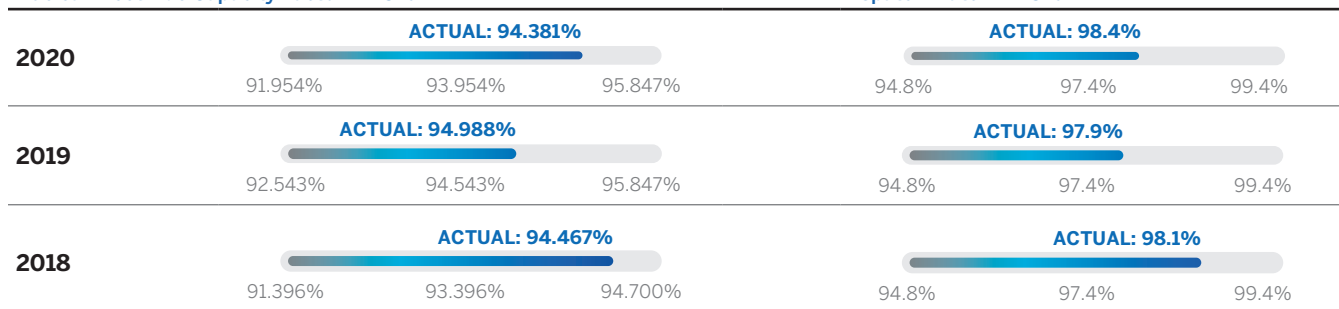 ACTUAL: 94.381% ACTUAL: 98.4%
2020
91.954% 93.954% 95.847% 94.8% 97.4% 99.4%
ACTUAL: 94.988% ACTUAL: 97.9%
2019
92.543% 94.543% 95.847% 94.8% 97.4% 99.4%
ACTUAL: 94.467% ACTUAL: 98.1%
2018
91.396% 93.396% 94.700% 94.8% 97.4% 99.4%